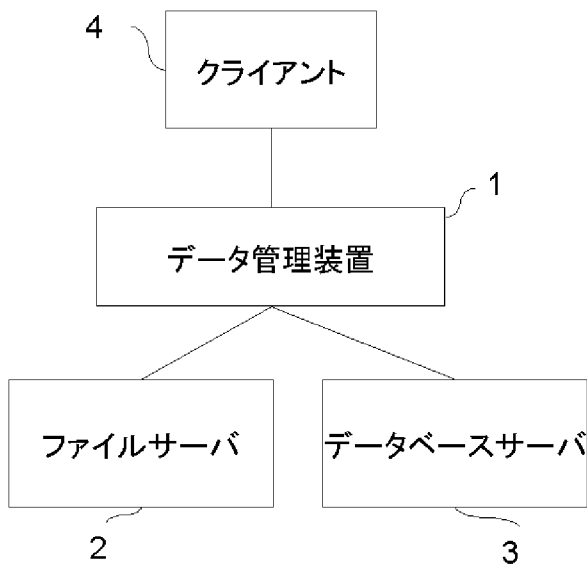 4
クライアント
1
データ管理装置
ファイルサーバ
データベースサーバ
2
3